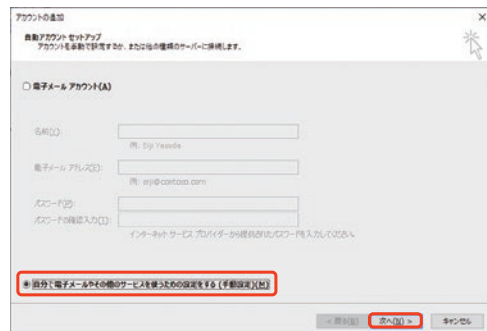 アカウントの追加
自動アカウント セットアップ
アカウントを手動で設定するか、または他の種類のサーバーに接続します。
電子メール アカウント(A)
名前(Y):
例: Eiji Yasuda
電子メール アドレス(E):
例: eiji@contoso.com
パスワード(P):
パスワードの確認入力(T):
インターネット サービス プロバイダーから提供されたパスワードを入力してください。
自分で電子メールやその他のサービスを使うための設定をする (手動設定)(M)
< 戻る(B) 次へ(N) > キャンセル